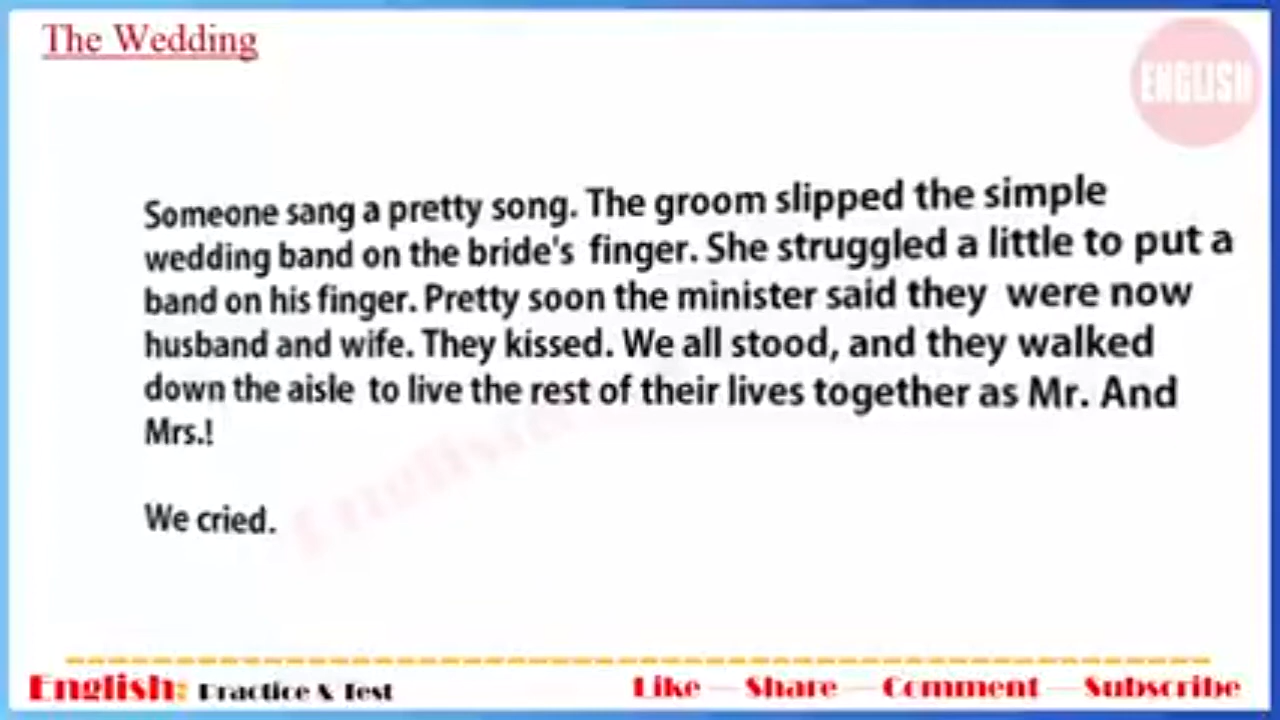 The Wedding
ENGLISH
Someone sang a pretty song. The groom slipped the simple
wedding band on the bride's finger. She struggled a little to put a
band on his finger. Pretty soon the minister said they were now
husband and wife. They kissed. We all stood, and they walked
down the aisle to live the rest of their lives together as Mr. And
Mrs.!
English
We cried.
English: Practice & Test
Like — Share — Comment — Subscribe